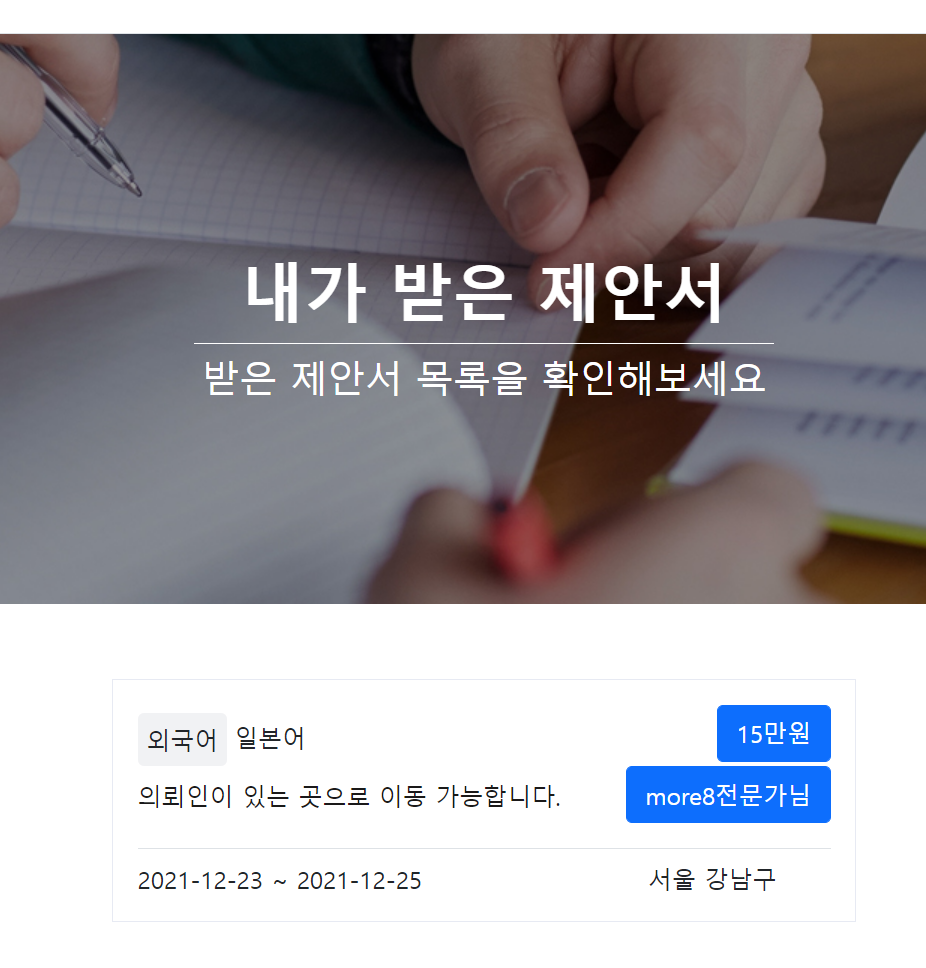 내가 받은 제안서
받은 제안서 목록을 확인해보세요
외국어 일본어
15만원
의뢰인이 있는 곳으로 이동 가능합니다.
more8전문가님
2021-12-23 ~ 2021-12-25
서울 강남구